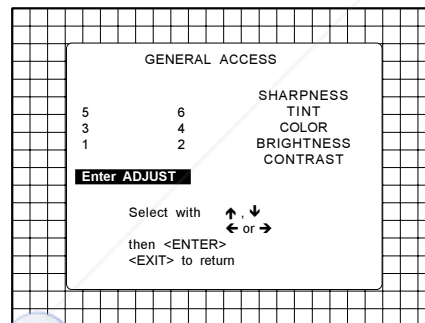 GENERAL ACCESS
SHARPNESS
5 6 TINT
3 4 COLOR
1 2 BRIGHTNESS
CONTRAST
Enter ADJUST
Select with ↑ , ↓
← or →
then <ENTER>
<EXIT> to return